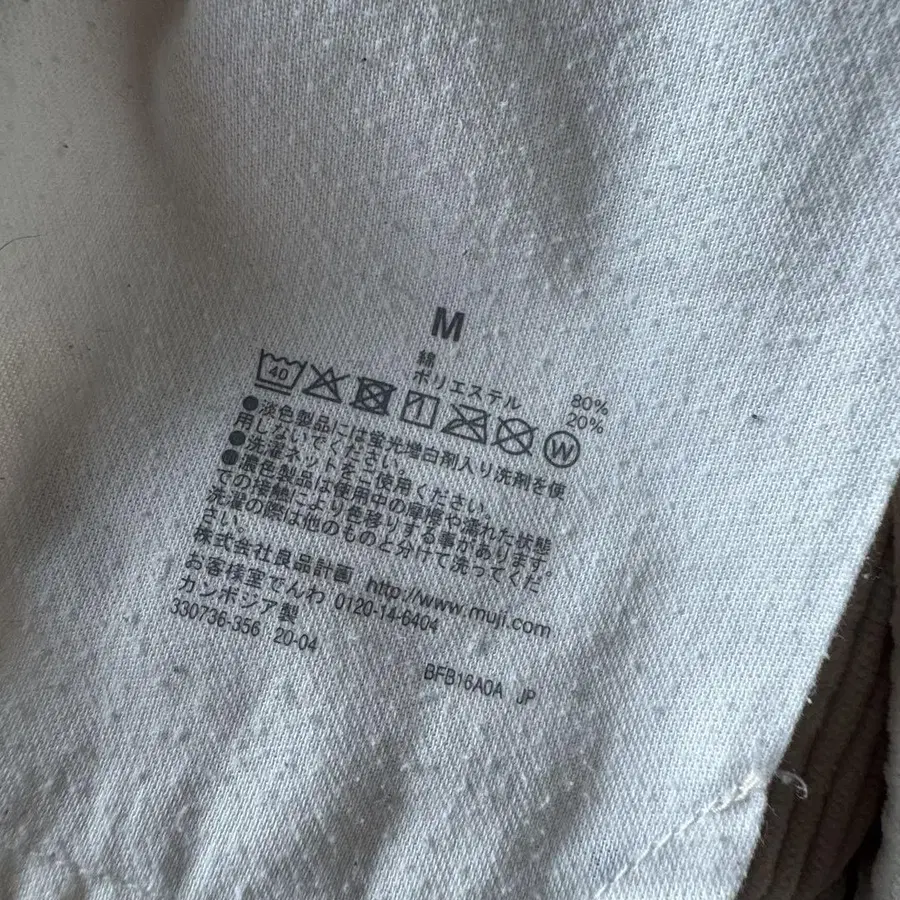 M
綿 80%
ポリエステル 20%
40
W
●淡色製品には蛍光増白剤入り洗剤を使
用しないでください。
●洗濯ネットをご使用ください。
●濃色製品は使用中の摩擦や濡れた状態
での接触により色移りする事があります。
洗濯の際は他のものと分けて洗ってくだ
さい。
株式会社良品計画 http://www.muji.com
お客様室でんわ 0120-14-6404
カンボジア製
330736-356 20-04
BFB16A0A JP